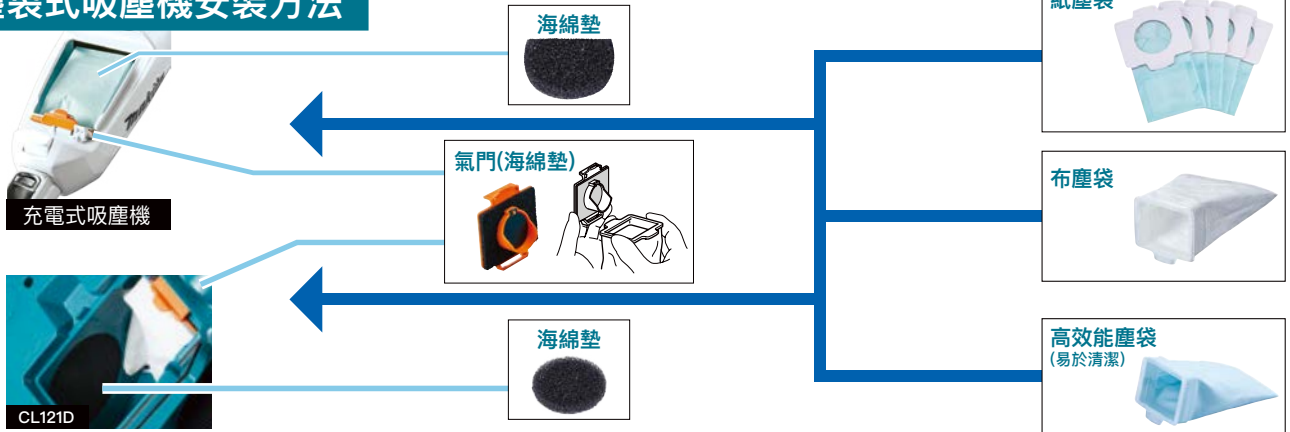 塵袋式吸塵機安裝方法
海綿墊
紙塵袋
氣門(海綿墊)
布塵袋
充電式吸塵機
海綿墊
高效能塵袋
(易於清潔)
CL121D